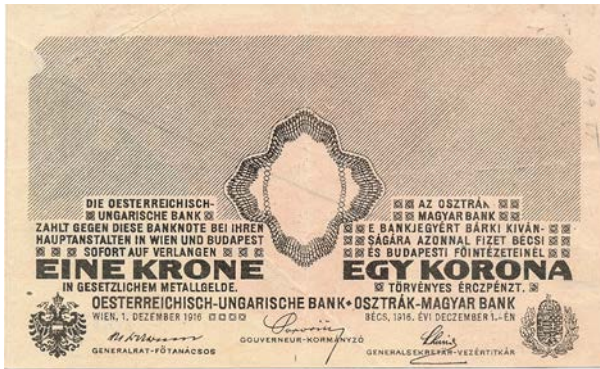 DIE OESTERREICHISCH-
UNGARISCHE BANK
ZAHLT GEGEN DIESE BANKNOTE BEI IHREN
HAUPTANSTALTEN IN WIEN UND BUDAPEST
SOFORT AUF VERLANGEN
EINE KRONE
IN GESETZLICHEM METALLGELDE.
AZ OSZTRÁK-
MAGYAR BANK
E BANKJEGYÉRT BÁRKI KIVÁN-
SÁGÁRA AZONNAL FIZET BECSI
ÉS BUDAPESTI FŐINTÉZETEINÉL
EGY KORONA
TÖRVÉNYES ÉRCZPÉNZT.
OESTERREICHISCH-UNGARISCHE BANK • OSZTRÁK-MAGYAR BANK
WIEN, 1. DEZEMBER 1916
BÉCS, 1916. ÉVI DECZEMBER 1.-ÉN
GENERALRAT-FŐTANÁCSOS
GOUVERNEUR-KORMÁNYZÓ
GENERALSEKRETÄR-VEZÉRTITKÁR